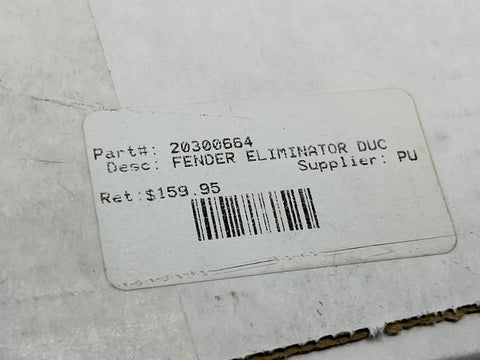 Part#: 20300664
Desc: FENDER ELIMINATOR DUC
Supplier: PU
Ret:$159.95